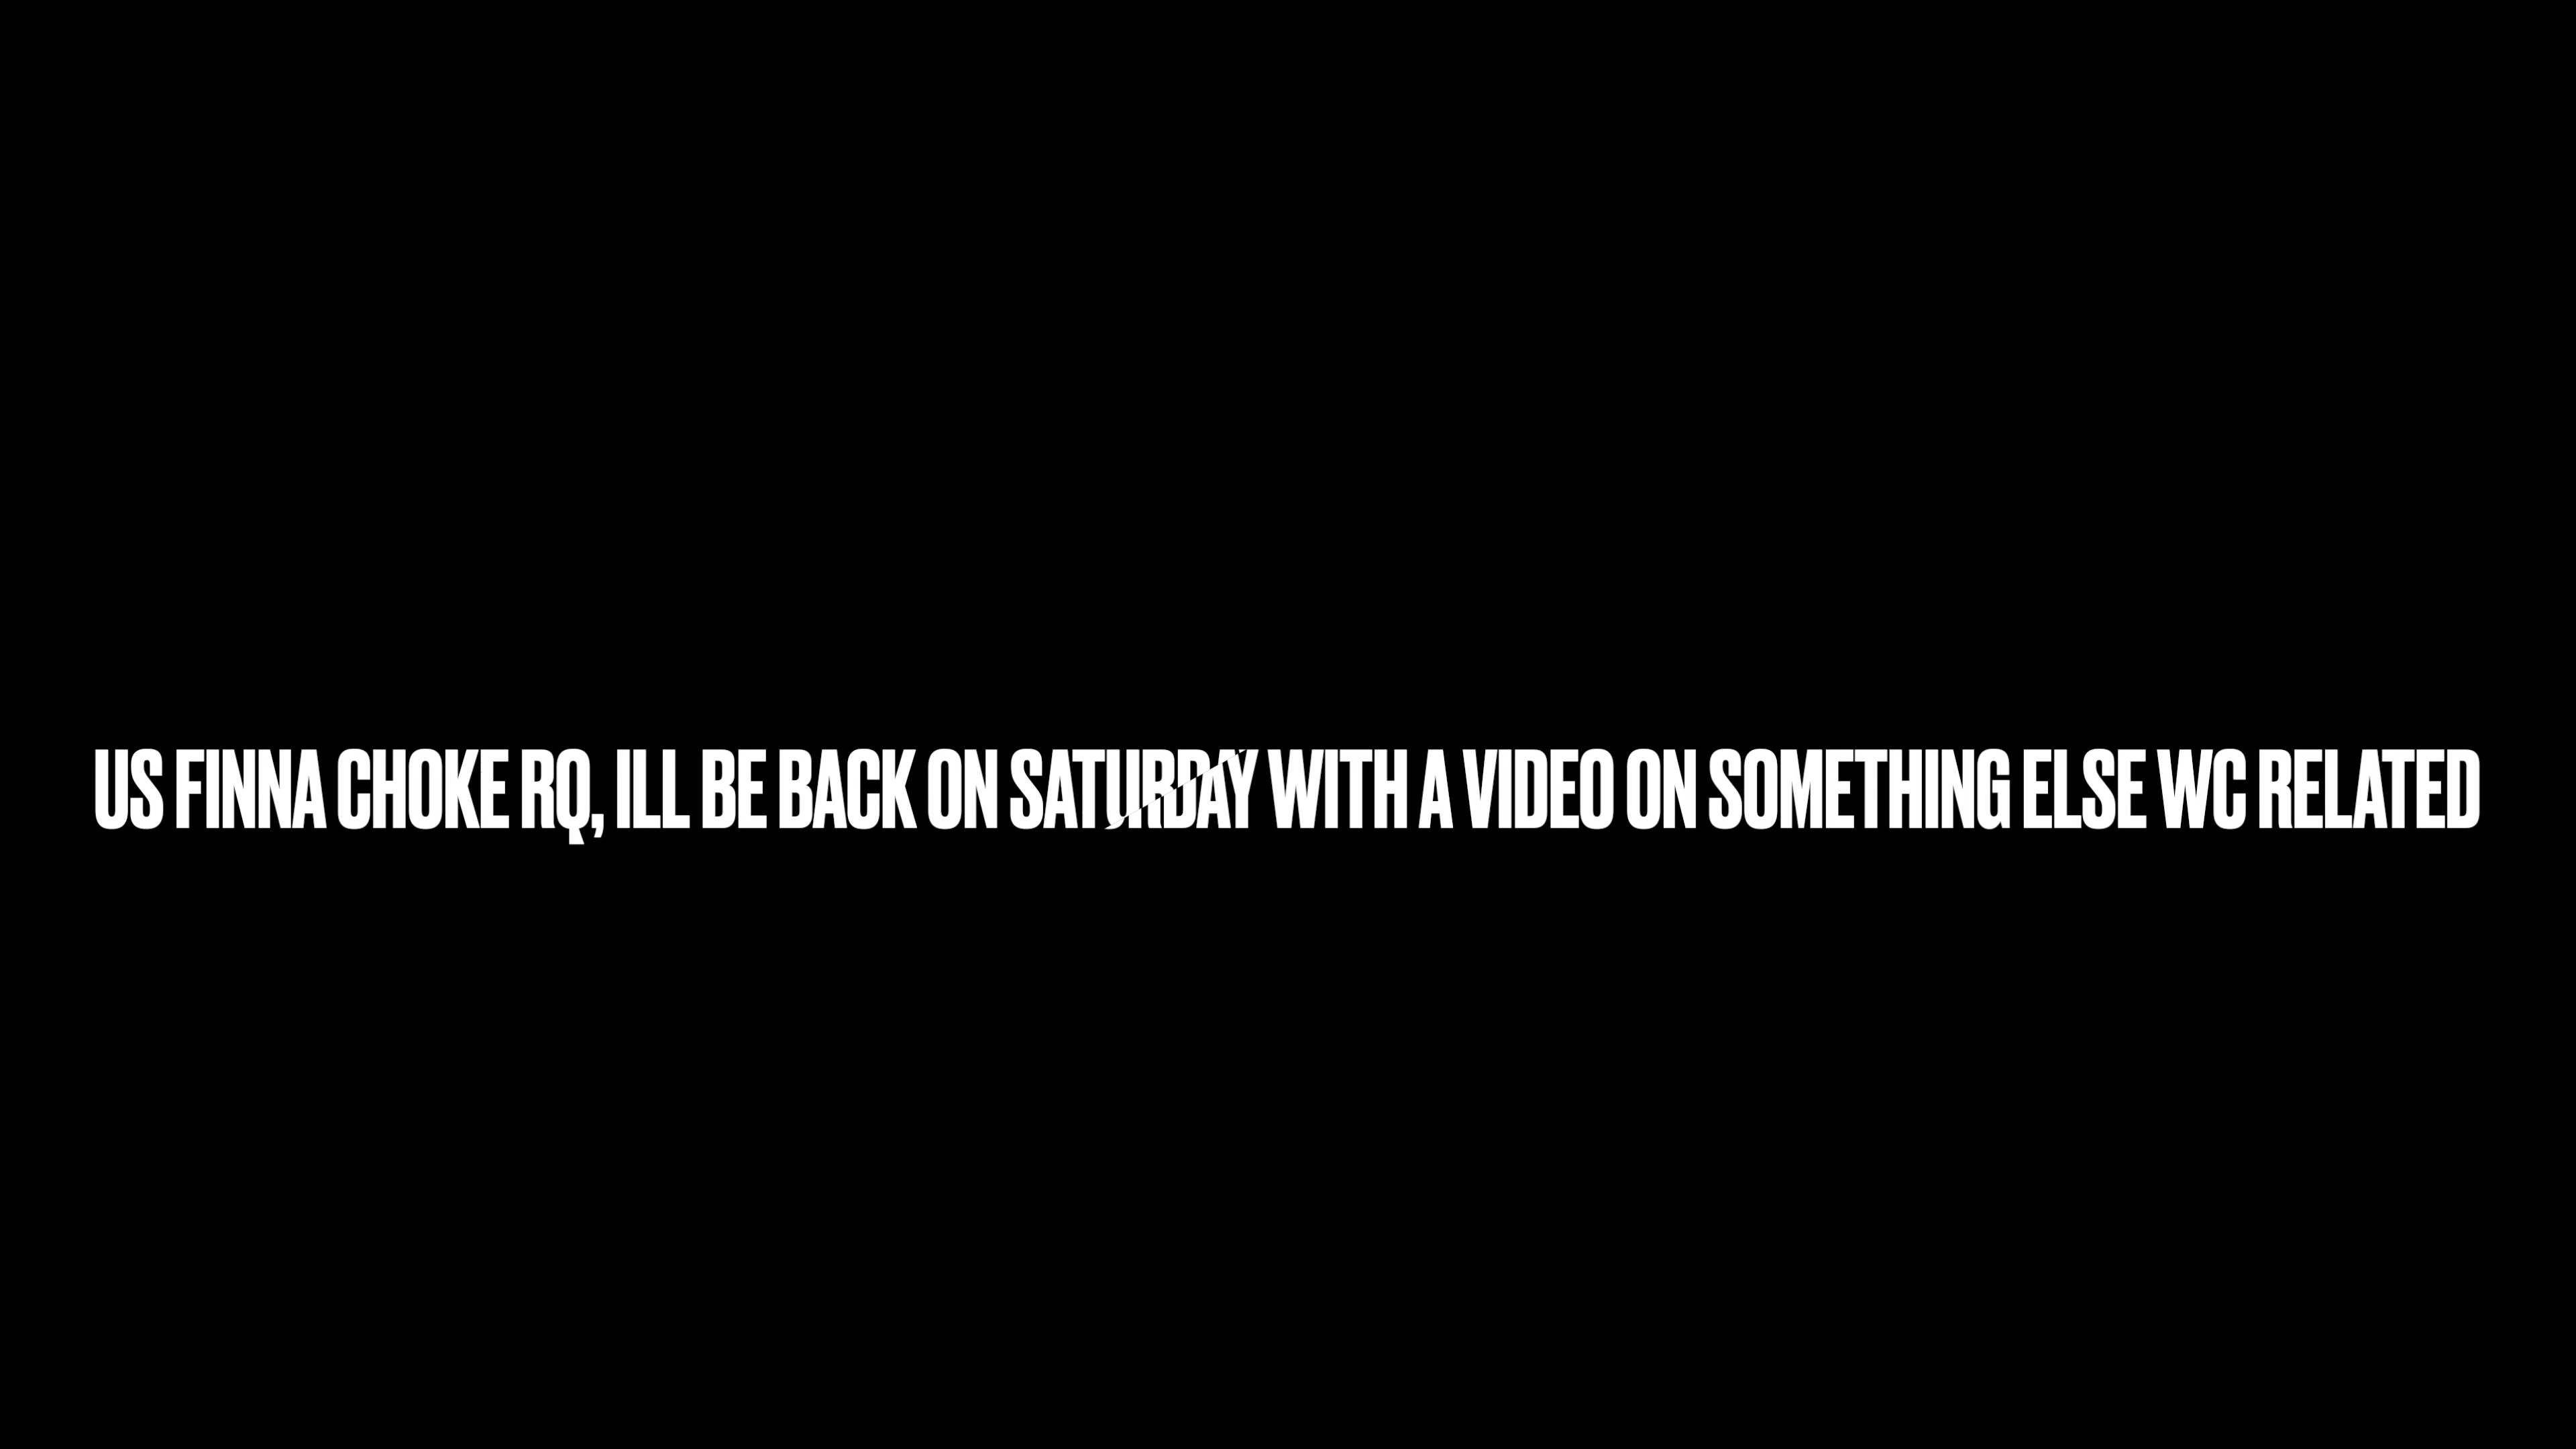 US FINNA CHOKE RQ, ILL BE BACK ON SATURDAY WITH A VIDEO ON SOMETHING ELSE WC RELATED